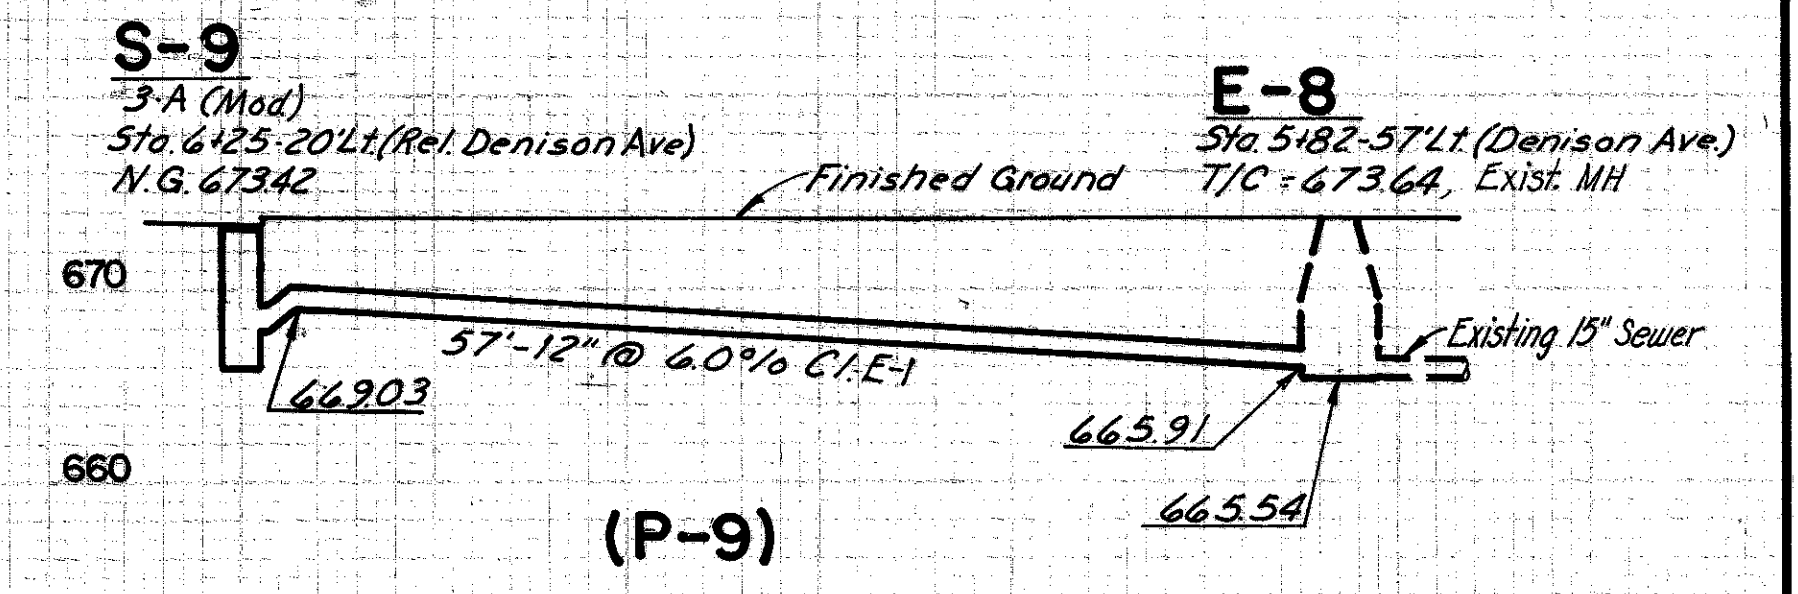 S-9
3-A (Mod.)
Sta. 6+25-20'Lt.(Rel. Denison Ave)
N.G. 673.42
E-8
Sta. 5+82-57'Lt. (Denison Ave.)
T/C = 673.64, Exist. MH
Finished Ground
670
57'-12" @ 6.0% Cl. E-1
Existing 15" Sewer
669.03
665.91
660
665.54
(P-9)